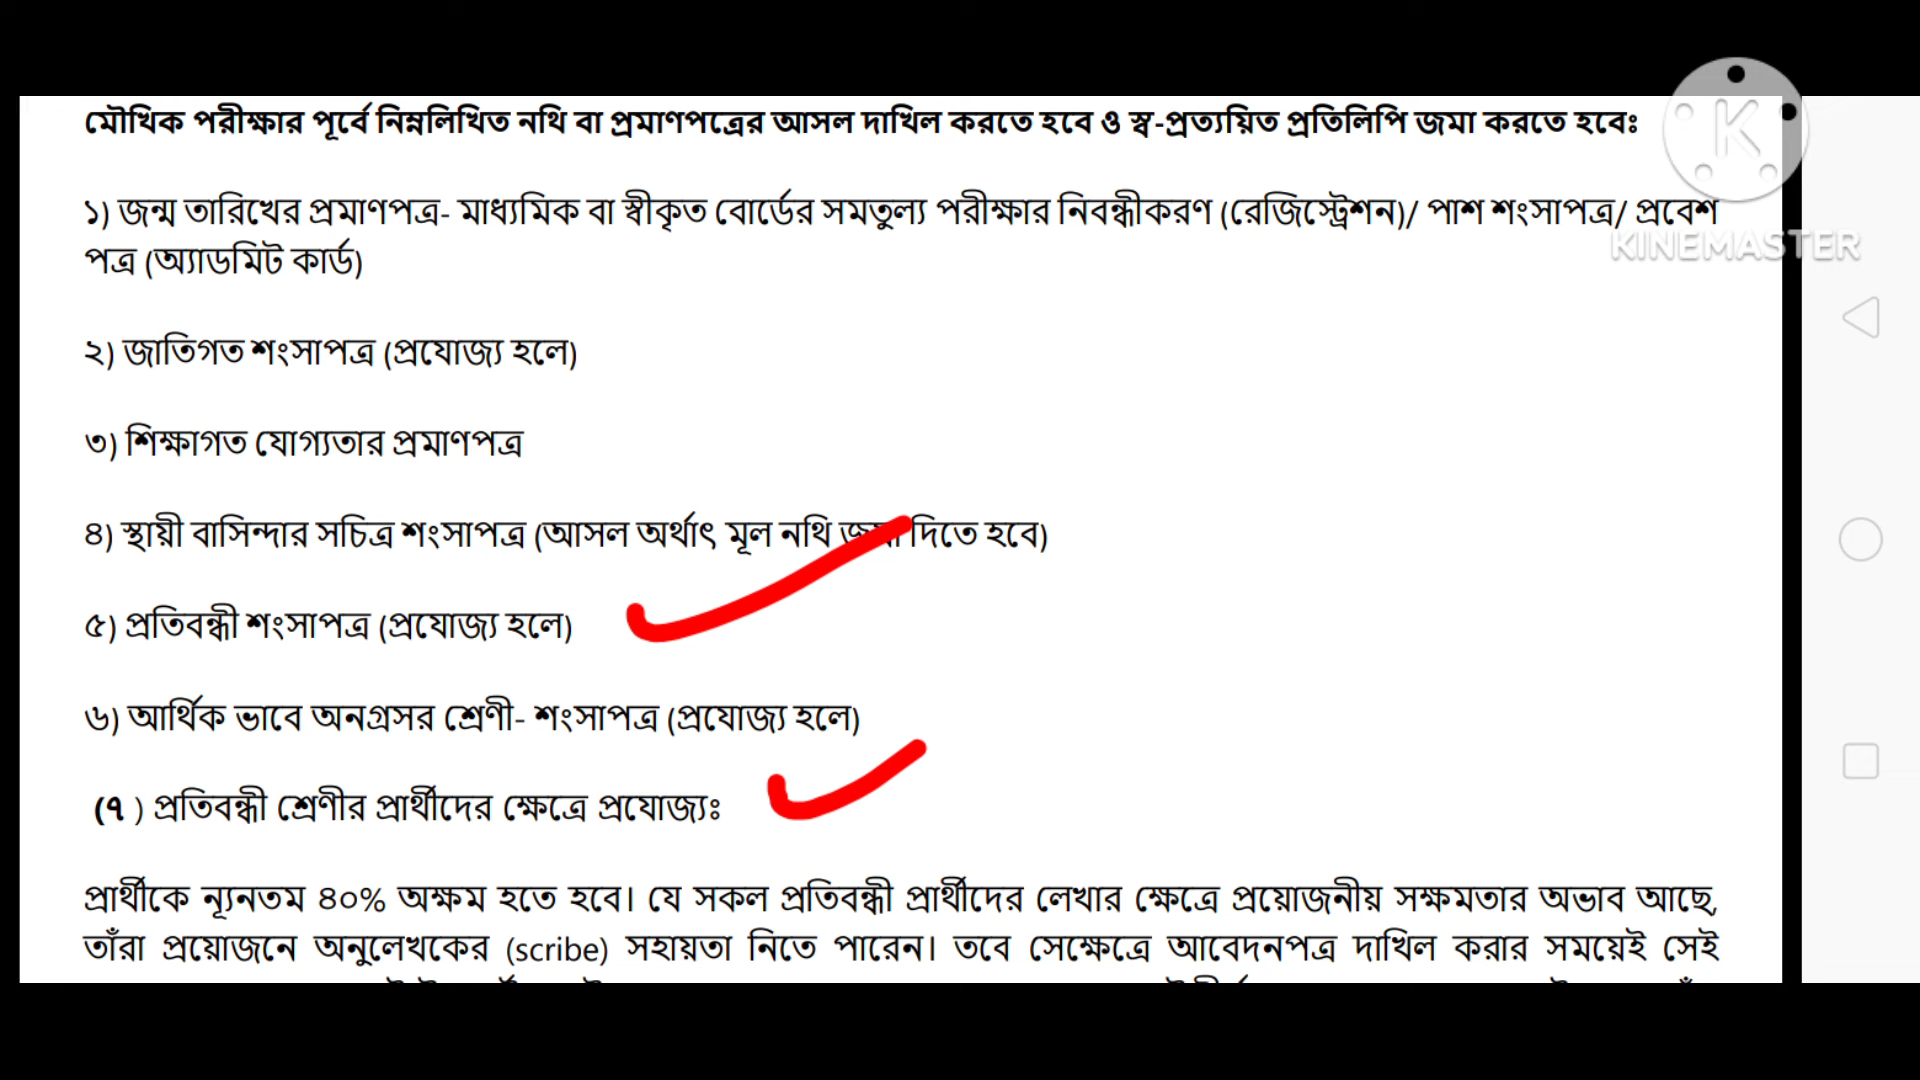 মৌখিক পরীক্ষার পূর্বে নিম্নলিখিত নথি বা প্রমাণপত্রের আসল দাখিল করতে হবে ও স্ব-প্রত্যয়িত প্রতিলিপি জমা করতে হবেঃ
১) জন্ম তারিখের প্রমাণপত্র- মাধ্যমিক বা স্বীকৃত বোর্ডের সমতুল্য পরীক্ষার নিবন্ধীকরণ (রেজিস্ট্রেশন)/ পাশ শংসাপত্র/ প্রবেশ
পত্র (অ্যাডমিট কার্ড)
K
KINEMASTER
২) জাতিগত শংসাপত্র (প্রযোজ্য হলে)
৩) শিক্ষাগত যোগ্যতার প্রমাণপত্র
৪) স্থায়ী বাসিন্দার সচিত্র শংসাপত্র (আসল অর্থাৎ মূল নথি জমা দিতে হবে)
৫) প্রতিবন্ধী শংসাপত্র (প্রযোজ্য হলে)
৬) আর্থিক ভাবে অনগ্রসর শ্রেণী- শংসাপত্র (প্রযোজ্য হলে)
(৭ ) প্রতিবন্ধী শ্রেণীর প্রার্থীদের ক্ষেত্রে প্রযোজ্যঃ
প্রার্থীকে ন্যূনতম ৪০% অক্ষম হতে হবে। যে সকল প্রতিবন্ধী প্রার্থীদের লেখার ক্ষেত্রে প্রয়োজনীয় সক্ষমতার অভাব আছে,
তাঁরা প্রয়োজনে অনুলেখকের (scribe) সহায়তা নিতে পারেন। তবে সেক্ষেত্রে আবেদনপত্র দাখিল করার সময়েই সেই